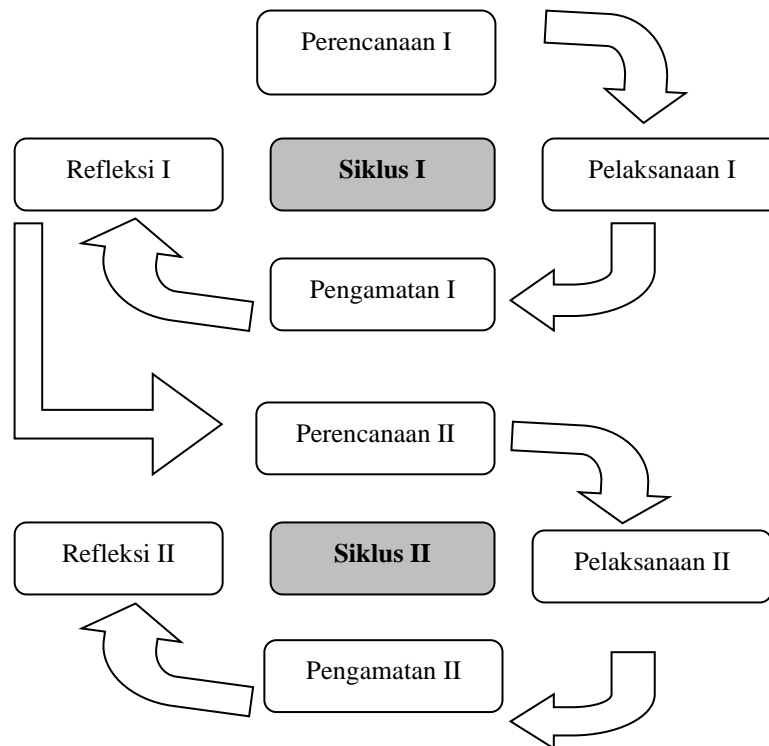 Perencanaan I
Refleksi I
Siklus I
Pelaksanaan I
Pengamatan I
Perencanaan II
Refleksi II
Siklus II
Pelaksanaan II
Pengamatan II